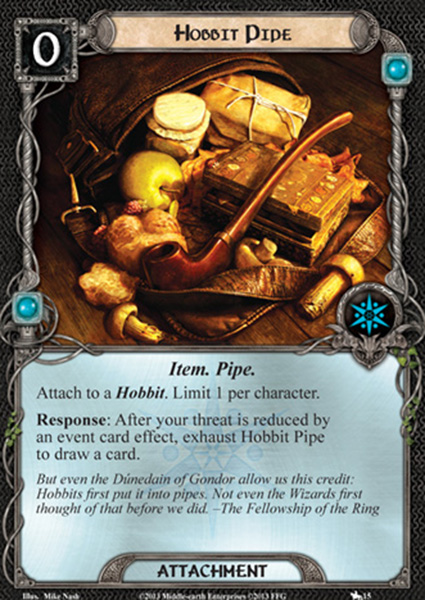 0
HOBBIT PIPE
Item. Pipe.
Attach to a Hobbit. Limit 1 per character.
Response: After your threat is reduced by
an event card effect, exhaust Hobbit Pipe
to draw a card.
But even the Dúnedain of Gondor allow us this credit:
Hobbits first put it into pipes. Not even the Wizards first
thought of that before we did. –The Fellowship of the Ring
ATTACHMENT
Illus. Mike Nash
©2013 Middle-earth Enterprises ©2013 FFG
15